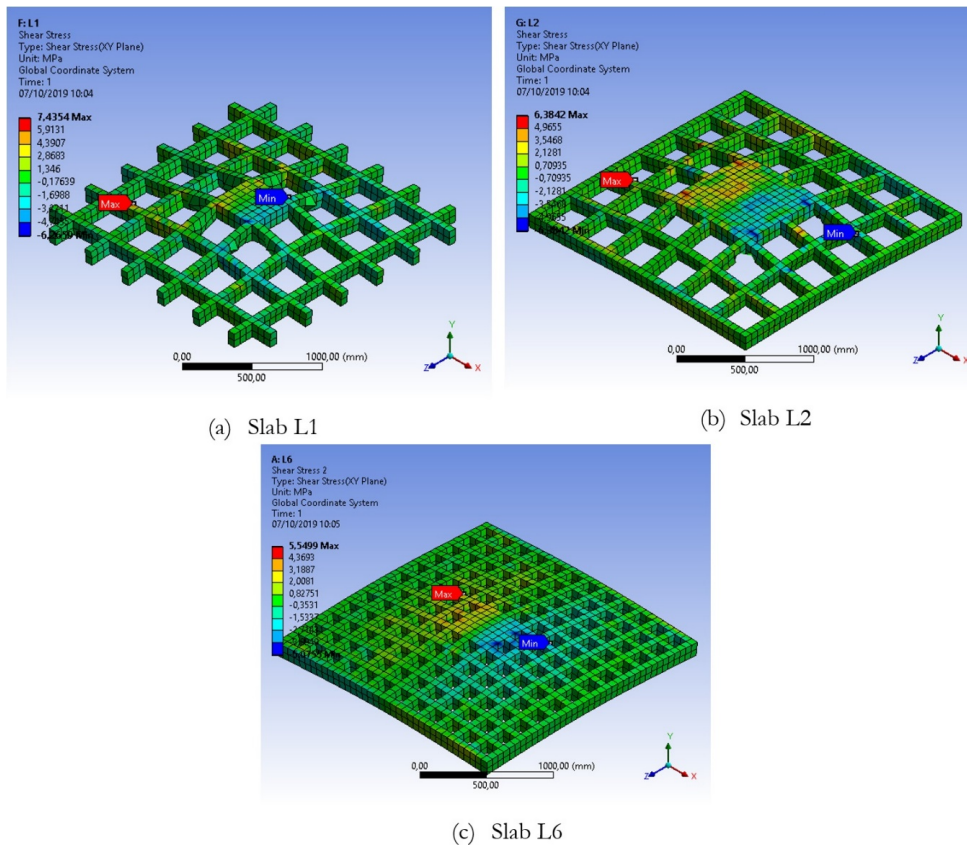 F: L1
Shear Stress
Type: Shear Stress(XY Plane)
Unit: MPa
Global Coordinate System
Time: 1
07/10/2019 10:04
7,4354 Max
5,9131
4,3907
2,8683
1,346
-0,17639
-1,6988
Max
Min
0,00
1000,00 (mm)
500,00
Y
Z
X
(a) Slab L1
G: L2
Shear Stress
Type: Shear Stress(XY Plane)
Unit: MPa
Global Coordinate System
Time: 1
07/10/2019 10:04
6,3842 Max
4,9655
3,5468
2,1281
0,70935
-0,70935
-2,1281
Max
Min
0,00
1000,00 (mm)
500,00
Y
Z
X
(b) Slab L2
A: L6
Shear Stress 2
Type: Shear Stress(XY Plane)
Unit: MPa
Global Coordinate System
Time: 1
07/10/2019 10:05
5,5499 Max
4,3693
3,1887
2,0081
0,82751
-0,3531
Max
Min
0,00
1000,00 (mm)
500,00
Y
Z
X
(c) Slab L6